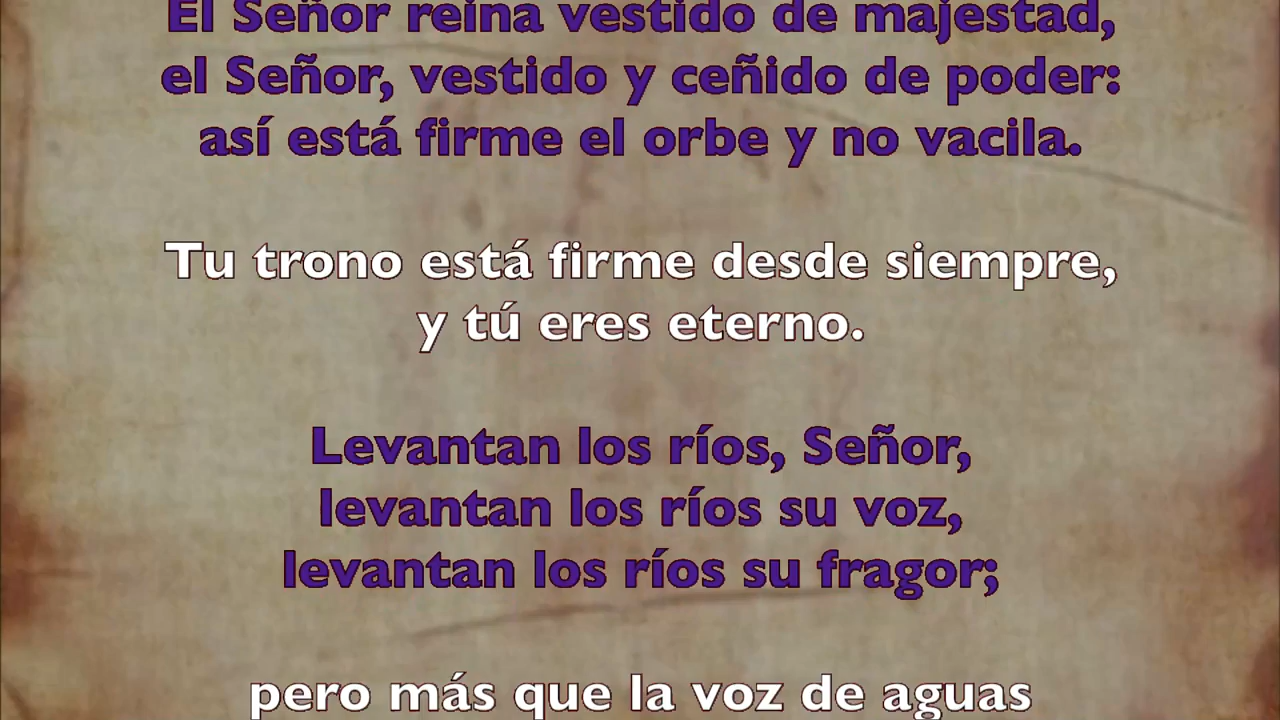 El Señor reina vestido de majestad,
el Señor, vestido y ceñido de poder:
así está firme el orbe y no vacila.
Tu trono está firme desde siempre,
y tú eres eterno.
Levantan los ríos, Señor,
levantan los ríos su voz,
levantan los ríos su fragor;
pero más que la voz de aguas